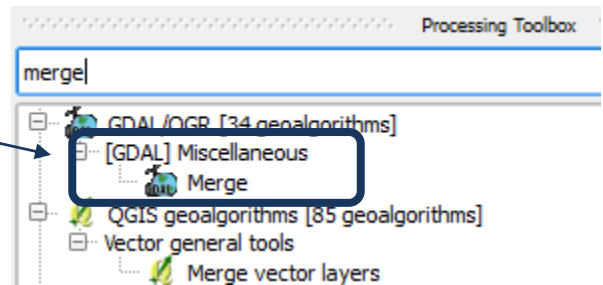 Processing Toolbox
merge
GDAL/OGR [34 geoalgorithms]
[GDAL] Miscellaneous
Merge
QGIS geoalgorithms [85 geoalgorithms]
Vector general tools
Merge vector layers